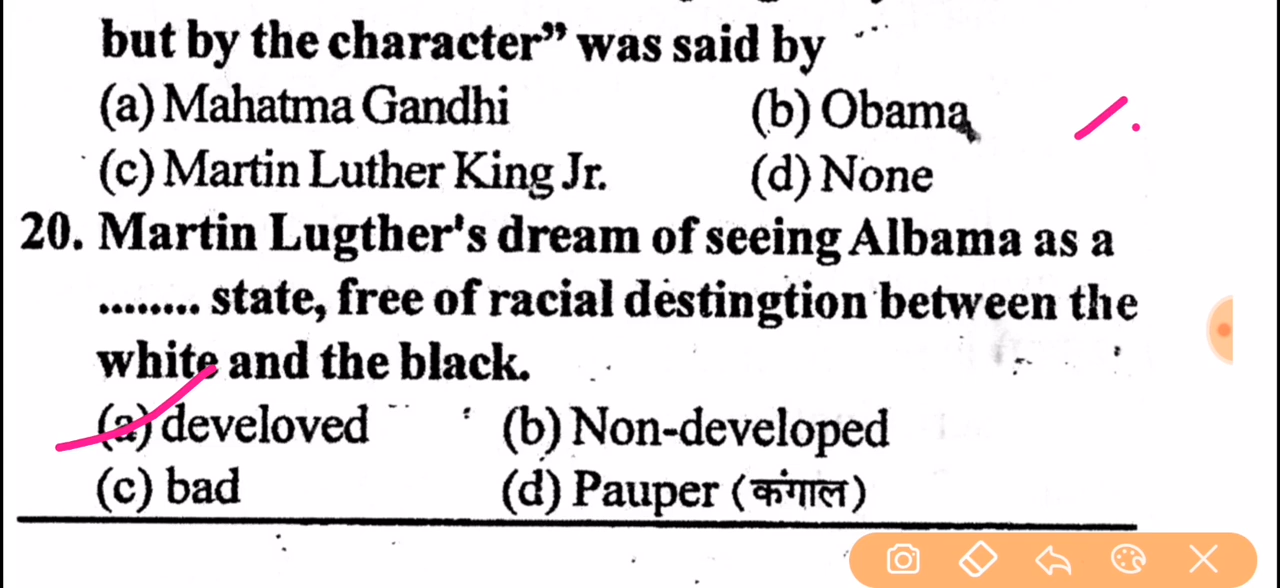 but by the character” was said by
(a) Mahatma Gandhi (b) Obama
(c) Martin Luther King Jr. (d) None
20. Martin Lugther's dream of seeing Albama as a
........ state, free of racial destingtion between the
white and the black.
(a) develoved (b) Non-developed
(c) bad (d) Pauper (कंगाल)